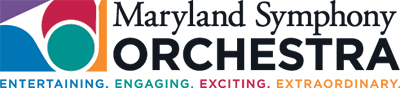 Maryland Symphony
ORCHESTRA
ENTERTAINING. ENGAGING. EXCITING. EXTRAORDINARY.